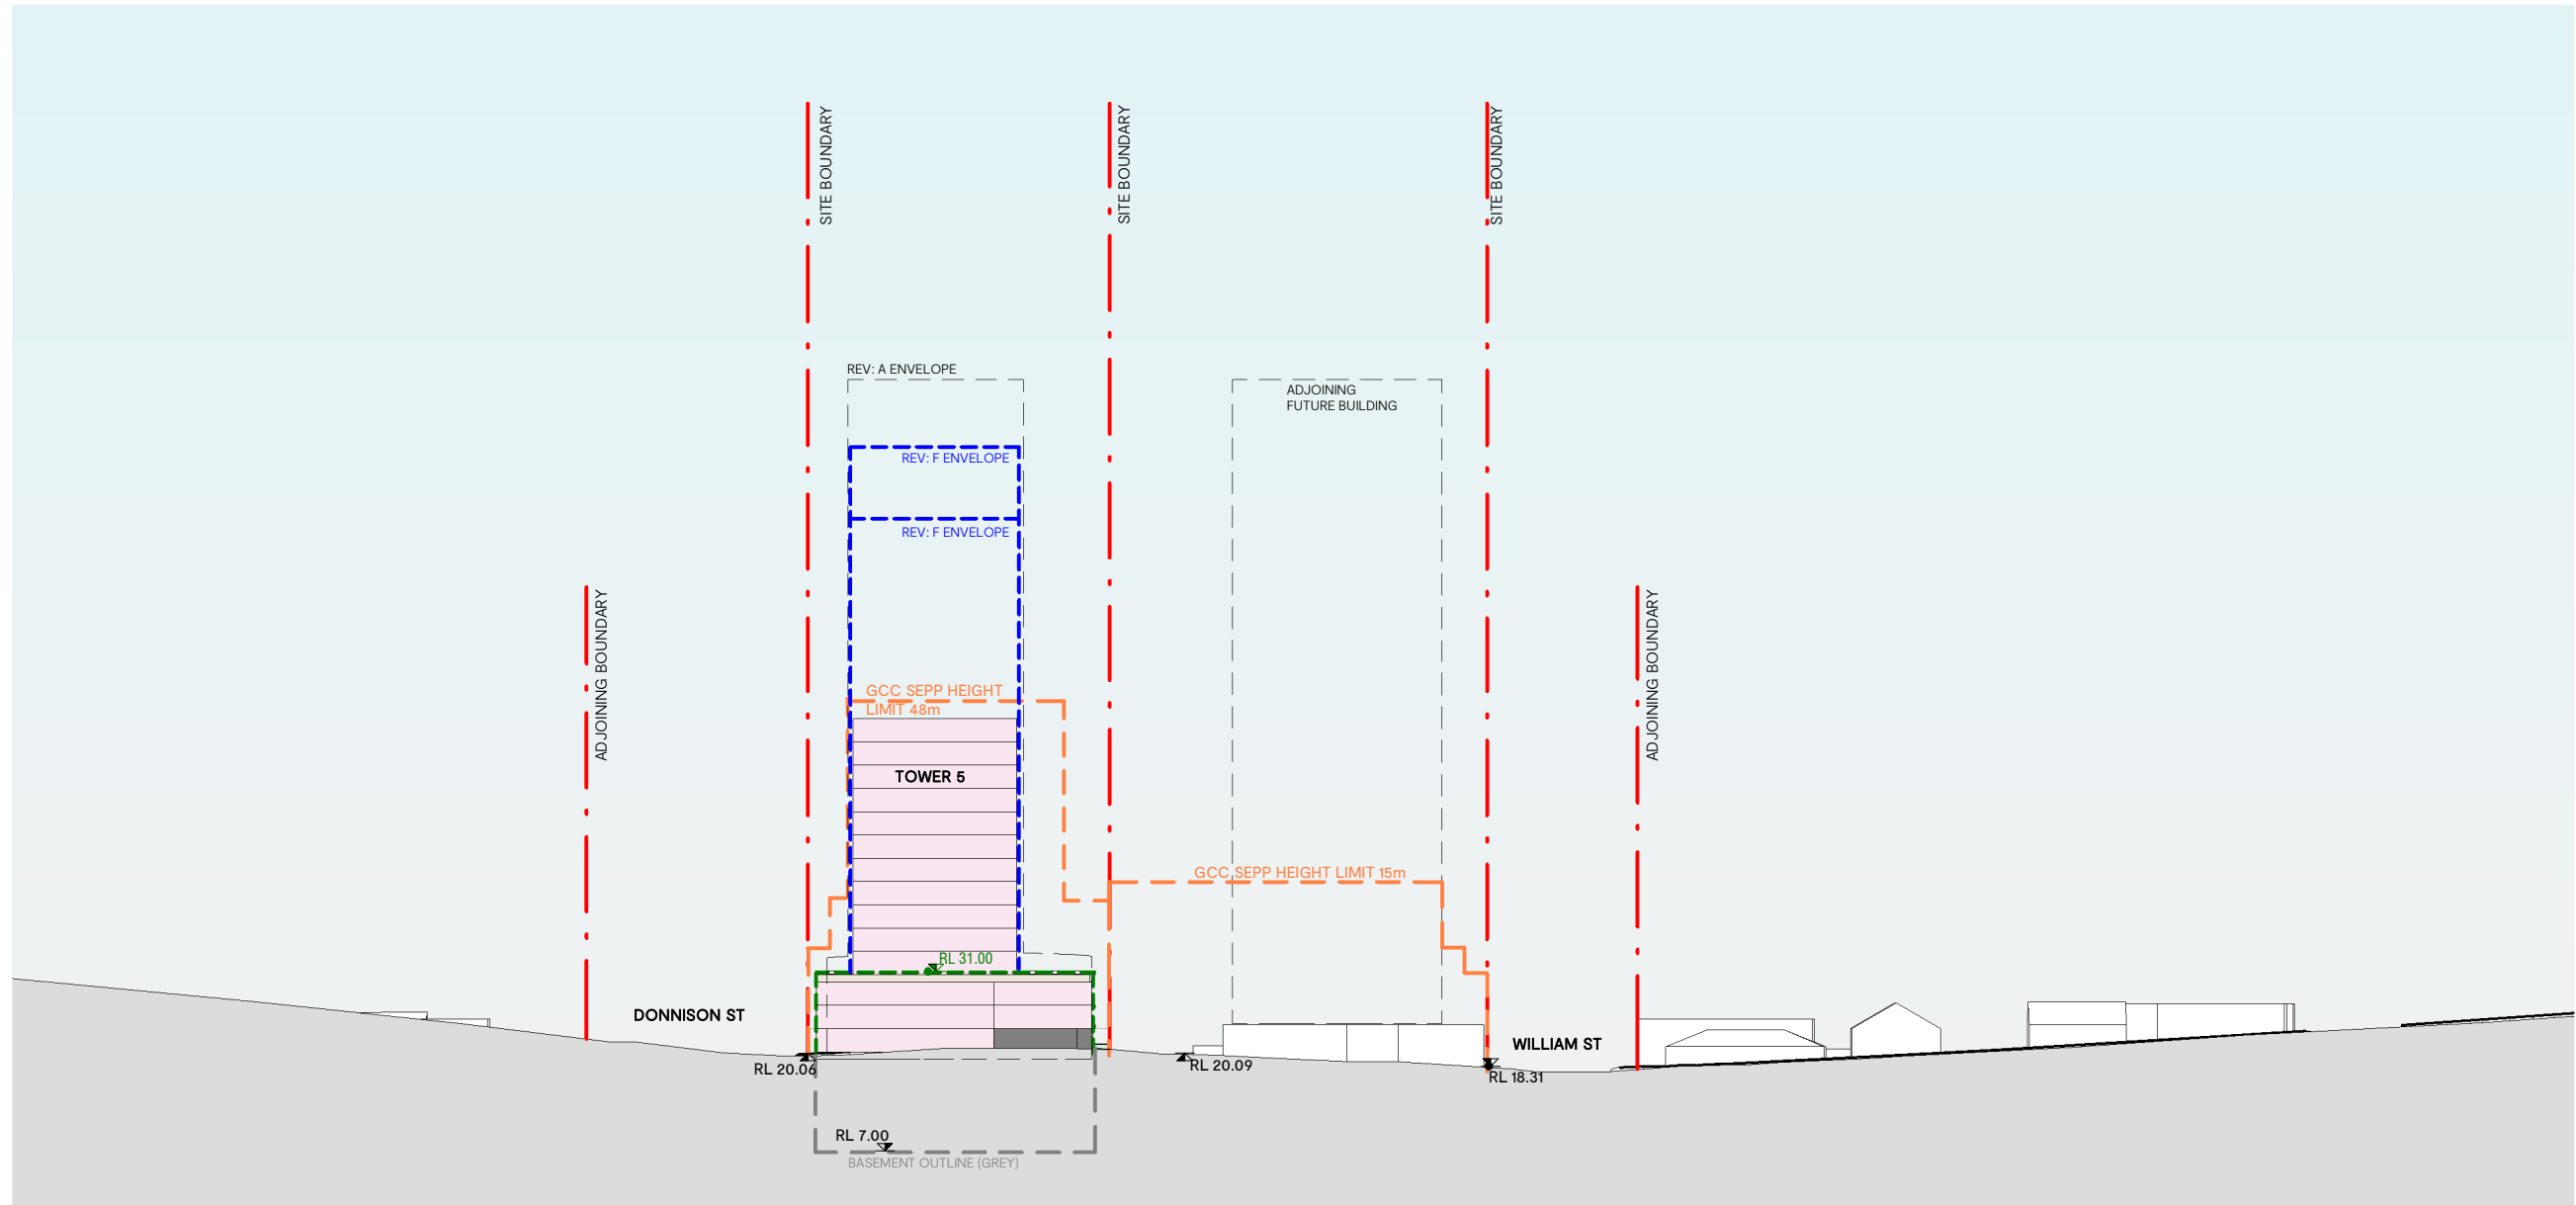 SITE BOUNDARY
SITE BOUNDARY
SITE BOUNDARY
REV: A ENVELOPE
ADJOINING
FUTURE BUILDING
REV: F ENVELOPE
REV: F ENVELOPE
ADJOINING BOUNDARY
ADJOINING BOUNDARY
GCC SEPP HEIGHT
LIMIT 48m
TOWER 5
GCC SEPP HEIGHT LIMIT 15m
RL 31.00
DONNISON ST
WILLIAM ST
RL 20.06
RL 20.09
RL 18.31
RL 7.00
BASEMENT OUTLINE (GREY)